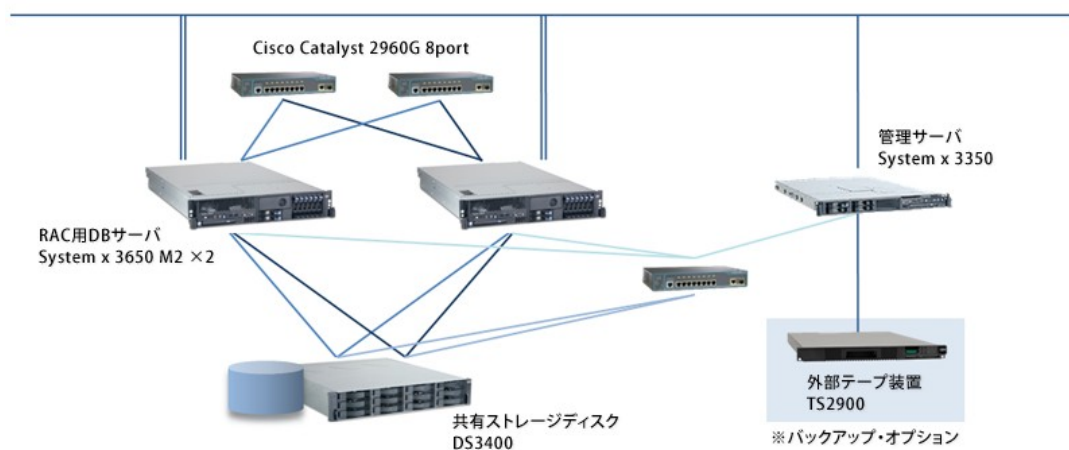 Cisco Catalyst 2960G 8port
管理サーバ
System x 3350
RAC用DBサーバ
System x 3650 M2 ×2
外部テープ装置
TS2900
共有ストレージディスク
DS3400
※バックアップ・オプション